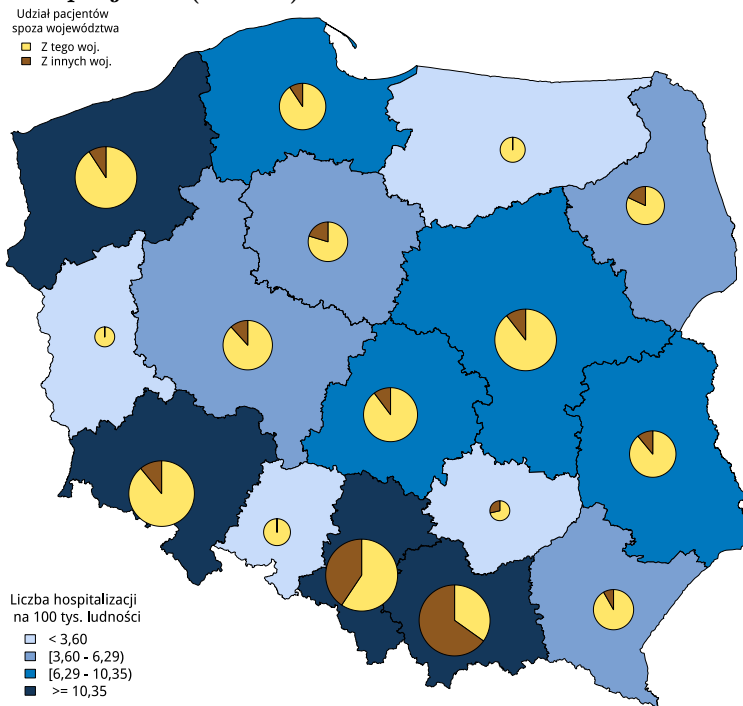 Udział pacjentów
spoza województwa
Z tego woj.
Z innych woj.
Liczba hospitalizacji
na 100 tys. ludności
< 3,60
[3,60 - 6,29)
[6,29 - 10,35)
>= 10,35